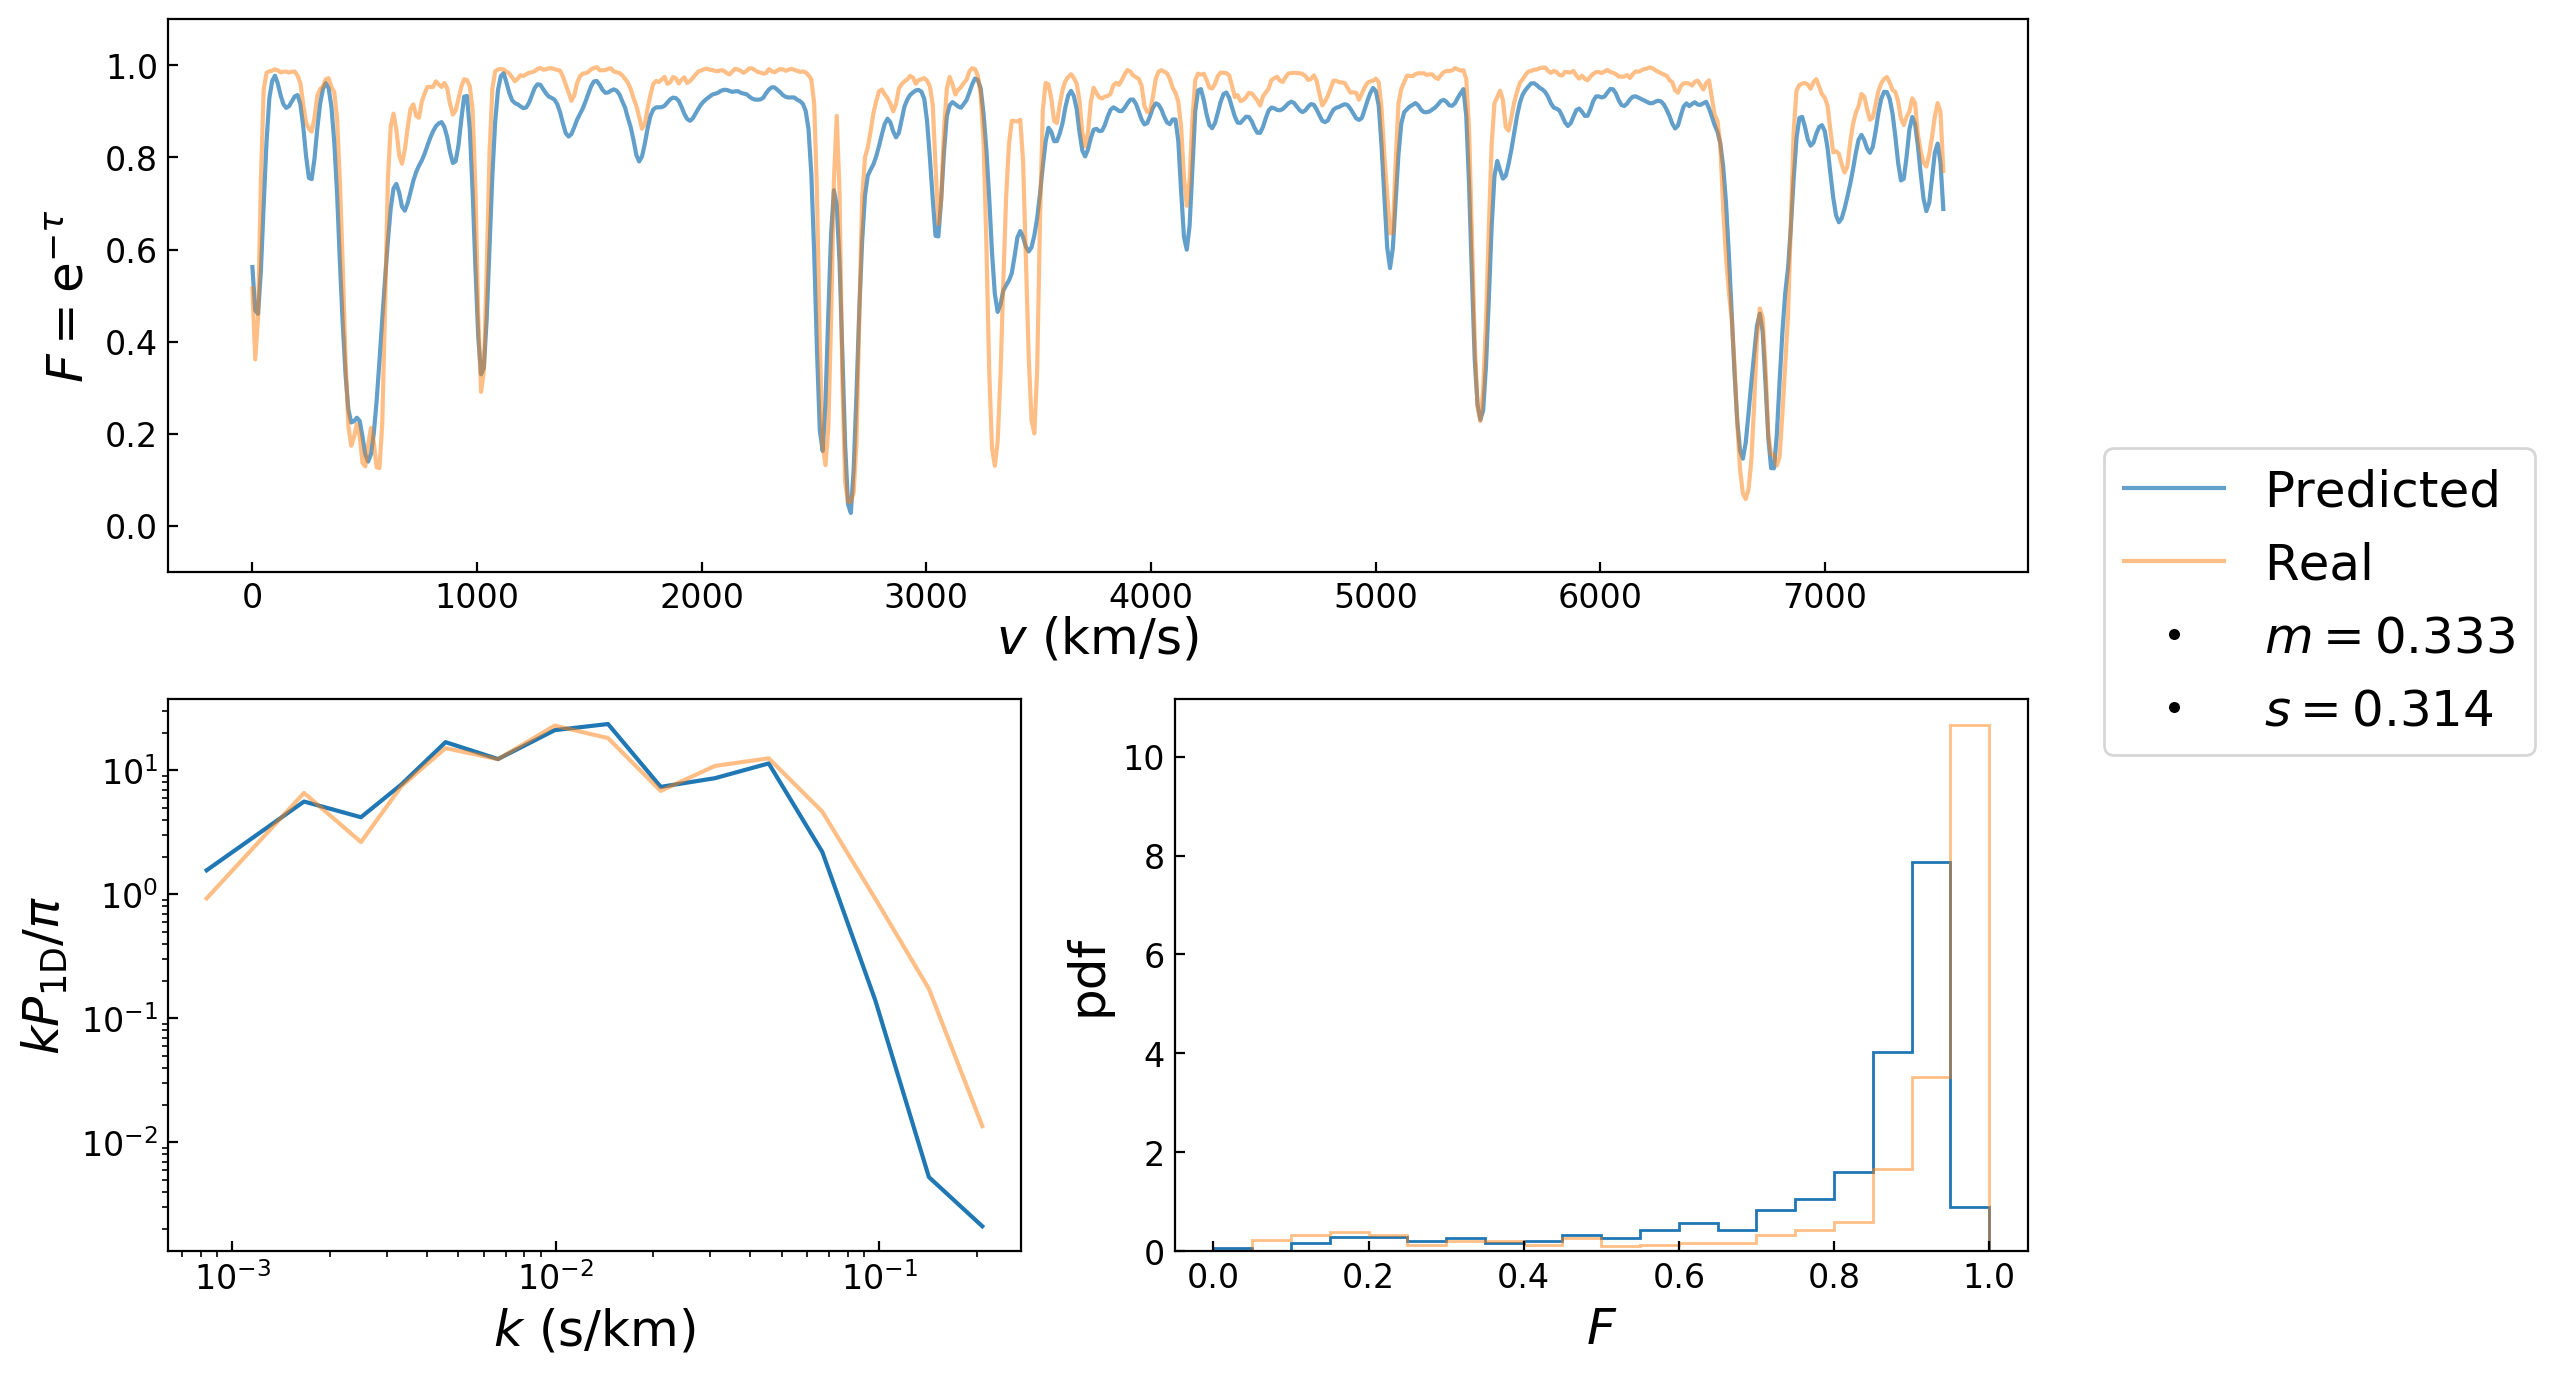 1.0
0.8
0.6
0.4
0.2
0.0
F = e^{-τ}
0 1000 2000 3000 4000 5000 6000 7000
v (km/s)
Predicted
Real
m = 0.333
s = 0.314
10^1
10^0
10^{-1}
10^{-2}
kP_{1D}/π
10^{-3} 10^{-2} 10^{-1}
k (s/km)
10
8
6
4
2
0
pdf
0.0 0.2 0.4 0.6 0.8 1.0
F